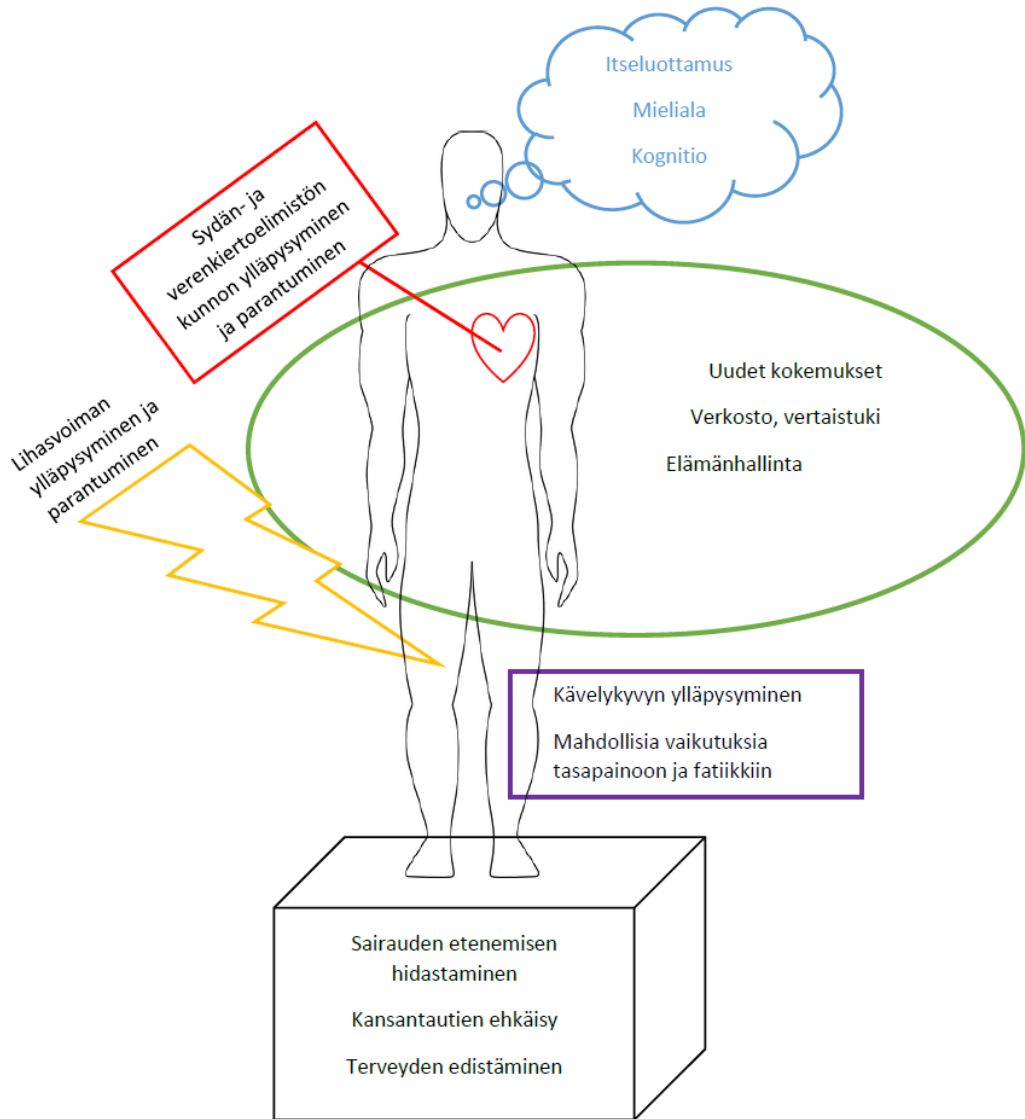 Itseluottamus
Mieliala
Kognitio
Sydän- ja
verenkiertoelimistön
kunnon ylläpysyminen
ja parantuminen
Uudet kokemukset
Verkosto, vertaistuki
Elämänhallinta
Lihasvoiman
ylläpysyminen ja
parantuminen
Kävelykyvyn ylläpysyminen
Mahdollisia vaikutuksia
tasapainoon ja fatiikkiin
Sairauden etenemisen
hidastaminen
Kansantautien ehkäisy
Terveyden edistäminen